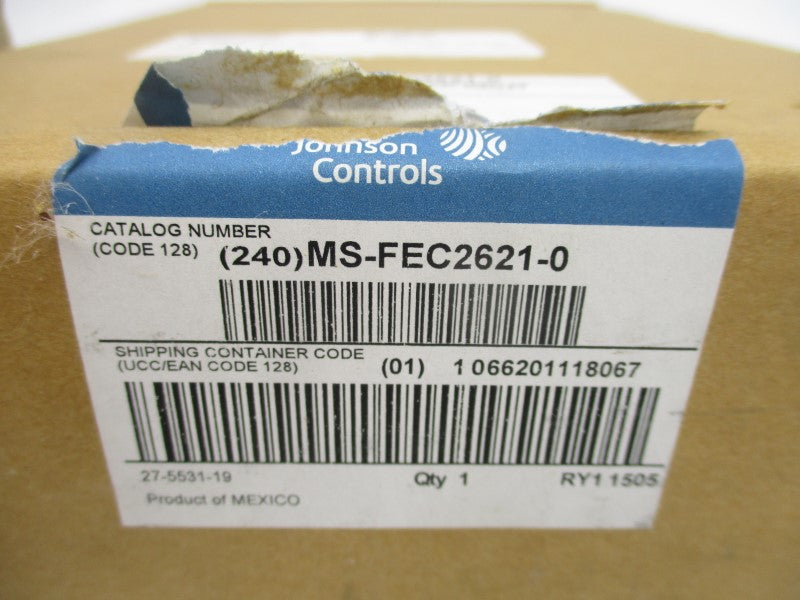 Johnson
Controls
CATALOG NUMBER
(CODE 128) (240)MS-FEC2621-0
SHIPPING CONTAINER CODE
(UCC/EAN CODE 128) (01) 1 066201118067
27-5531-19 Qty 1 RY1 1505
Product of MEXICO